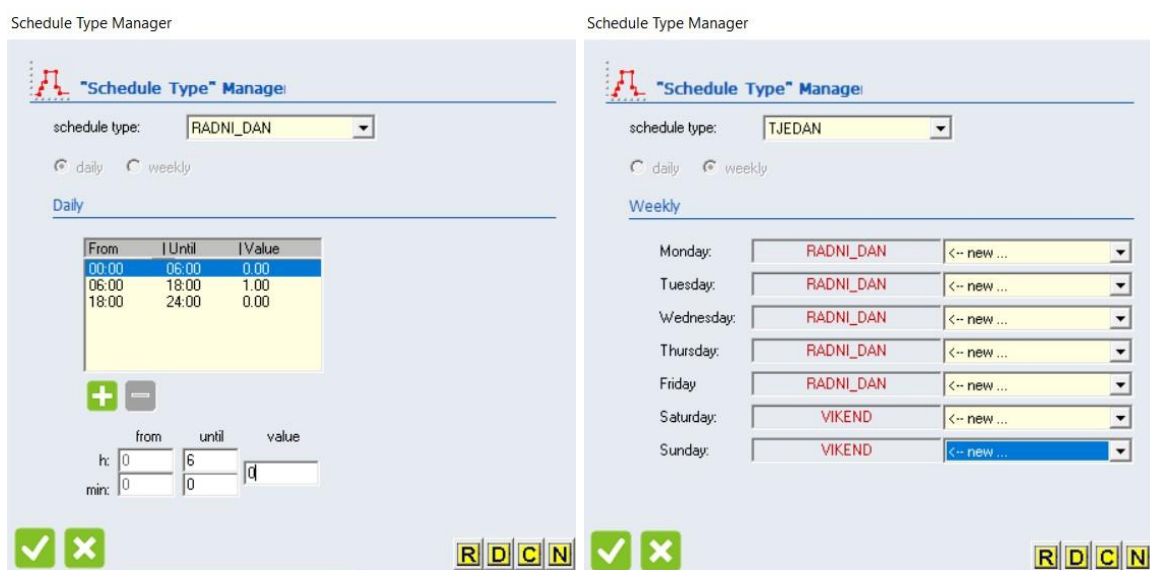 Schedule Type Manager
"Schedule Type" Manage
schedule type: RADNI_DAN
daily weekly
Daily
From Until Value
00:00 06:00 0.00
06:00 18:00 1.00
18:00 24:00 0.00
from until value
h: 0 6 0
min: 0 0
R D C N
Schedule Type Manager
"Schedule Type" Manage
schedule type: TJEDAN
daily weekly
Weekly
Monday: RADNI_DAN <-- new ...
Tuesday: RADNI_DAN <-- new ...
Wednesday: RADNI_DAN <-- new ...
Thursday: RADNI_DAN <-- new ...
Friday RADNI_DAN <-- new ...
Saturday: VIKEND <-- new ...
Sunday: VIKEND <-- new ...
R D C N